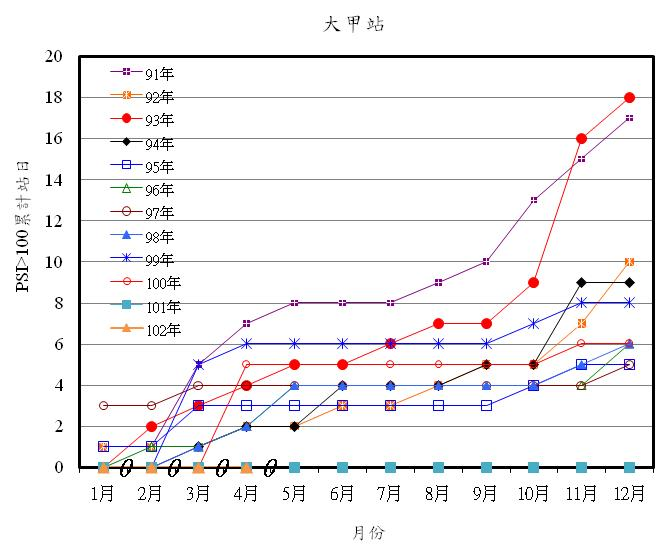 大甲站
PSI>100累計站日
20
18
16
14
12
10
8
6
4
2
0
91年
92年
93年
94年
95年
96年
97年
98年
99年
100年
101年
102年
0 0 0 0
1月 2月 3月 4月 5月 6月 7月 8月 9月 10月 11月 12月
月份